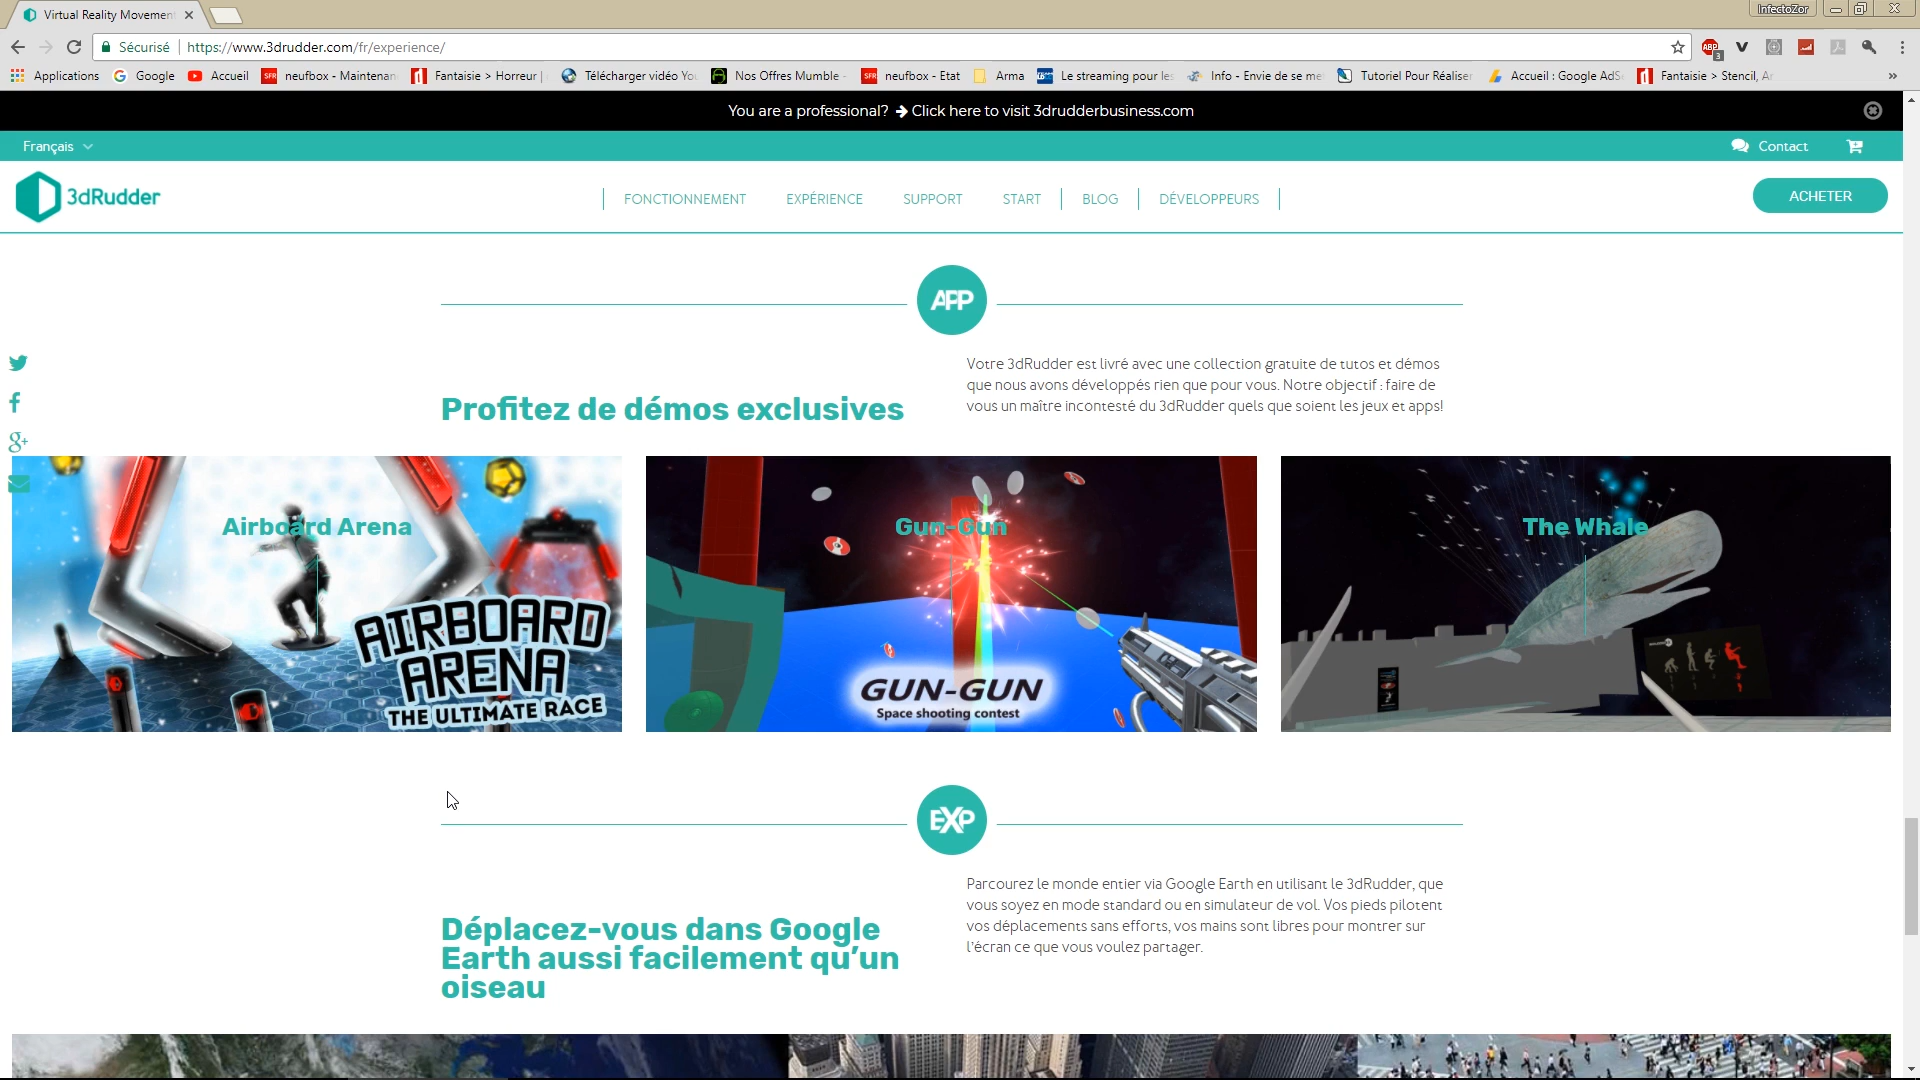 Virtual Reality Movement
InfectoZor
Sécurisé https://www.3drudder.com/fr/experience/
ABP
3
Applications Google Accueil SFR neufbox - Maintenan Fantaisie > Horreur | Télécharger vidéo Yo Nos Offres Mumble - SFR neufbox - Etat Arma Le streaming pour les Info - Envie de se me Tutoriel Pour Réaliser Accueil : Google AdS Fantaisie > Stencil, Ar »
You are a professional? → Click here to visit 3drudderbusiness.com
Français Contact
3dRudder FONCTIONNEMENT EXPÉRIENCE SUPPORT START BLOG DÉVELOPPEURS ACHETER
APP
Profitez de démos exclusives
Votre 3dRudder est livré avec une collection gratuite de tutos et démos
que nous avons développés rien que pour vous. Notre objectif : faire de
vous un maître incontesté du 3dRudder quels que soient les jeux et apps!
Airboard Arena
AIRBOARD
ARENA
THE ULTIMATE RACE
Gun-Gun
GUN-GUN
Space shooting contest
The Whale
EXP
Déplacez-vous dans Google
Earth aussi facilement qu'un
oiseau
Parcourez le monde entier via Google Earth en utilisant le 3dRudder, que
vous soyez en mode standard ou en simulateur de vol. Vos pieds pilotent
vos déplacements sans efforts, vos mains sont libres pour montrer sur
l'écran ce que vous voulez partager.